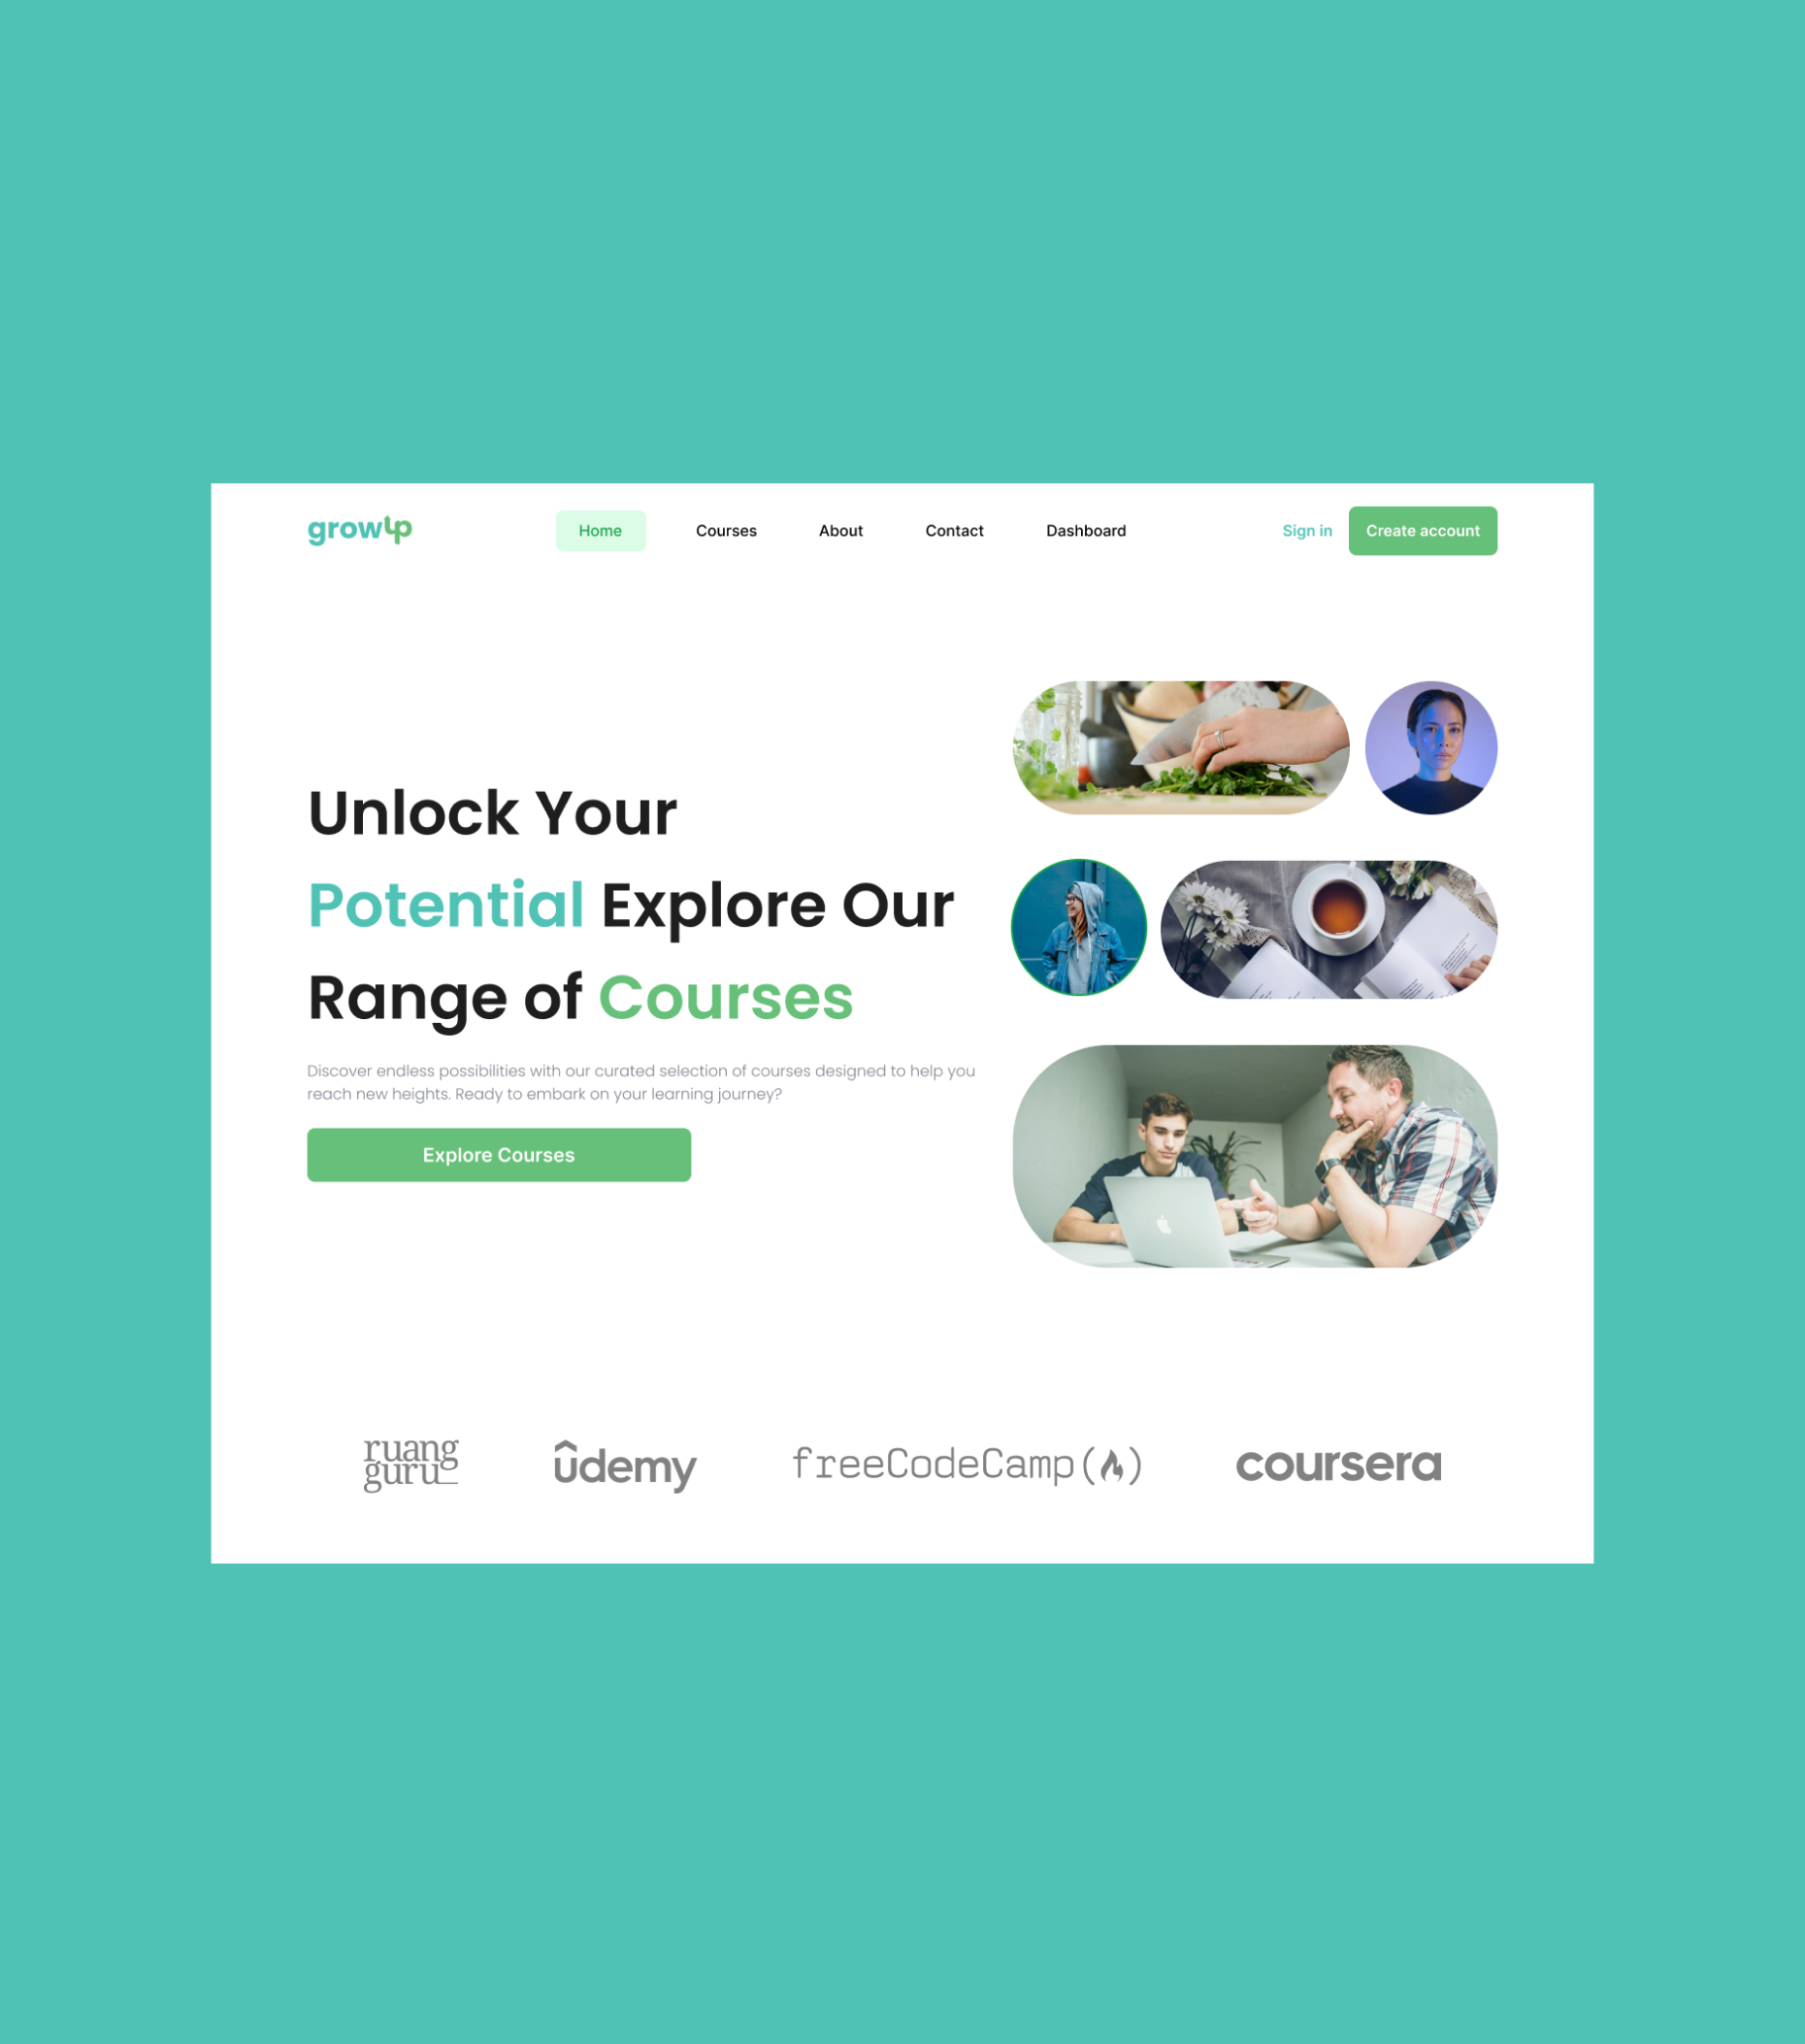 growUp
Home
Courses
About
Contact
Dashboard
Sign in
Create account
Unlock Your
Potential Explore Our
Range of Courses
Discover endless possibilities with our curated selection of courses designed to help you
reach new heights. Ready to embark on your learning journey?
Explore Courses
ruang
guru
udemy
freeCodeCamp
coursera